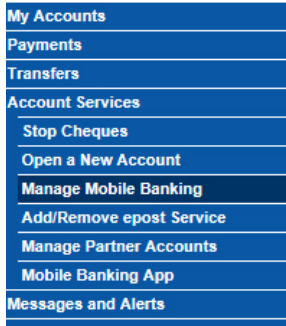 My Accounts
Payments
Transfers
Account Services
Stop Cheques
Open a New Account
Manage Mobile Banking
Add/Remove epost Service
Manage Partner Accounts
Mobile Banking App
Messages and Alerts